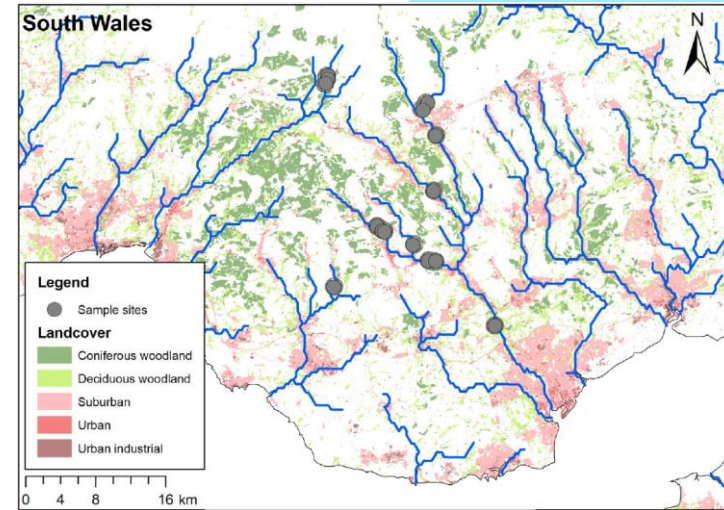 South Wales
N
Legend
Sample sites
Landcover
Coniferous woodland
Deciduous woodland
Suburban
Urban
Urban industrial
0 4 8 16 km